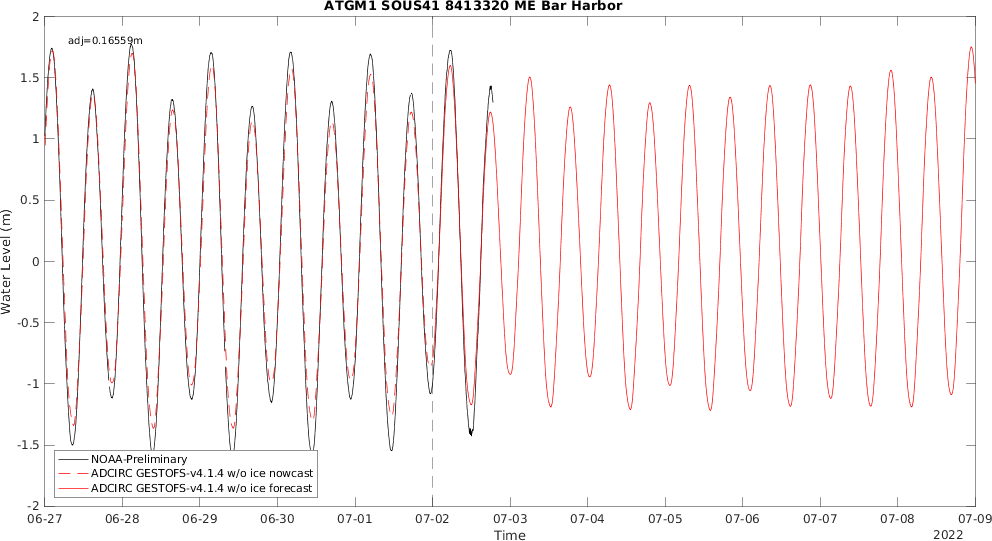 ATGM1 SOUS41 8413320 ME Bar Harbor
adj=0.16559m
2
1.5
1
0.5
0
-0.5
-1
-1.5
-2
Water Level (m)
NOAA-Preliminary
ADCIRC GESTOFS-v4.1.4 w/o ice nowcast
ADCIRC GESTOFS-v4.1.4 w/o ice forecast
06-27 06-28 06-29 06-30 07-01 07-02 07-03 07-04 07-05 07-06 07-07 07-08 07-09
Time
2022